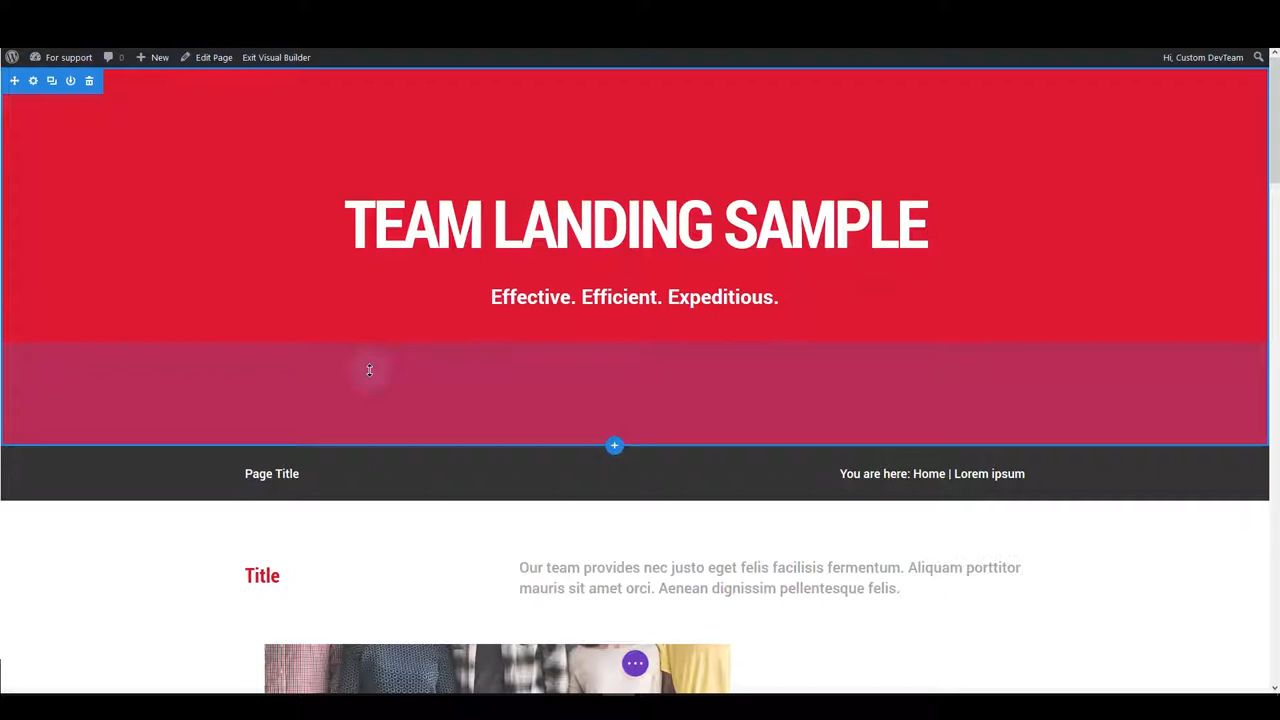 For support 0 New Edit Page Exit Visual Builder Hi, Custom DevTeam
TEAM LANDING SAMPLE
Effective. Efficient. Expeditious.
Page Title You are here: Home | Lorem ipsum
Title
Our team provides nec justo eget felis facilisis fermentum. Aliquam porttitor
mauris sit amet orci. Aenean dignissim pellentesque felis.